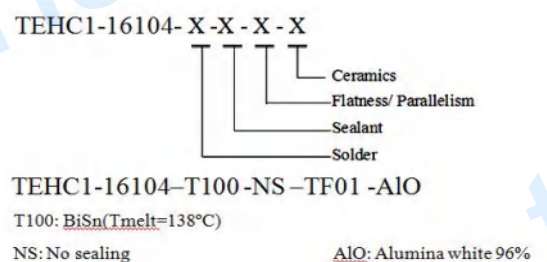 TEHC1-16104- X -X - X - X
Ceramics
Flatness/ Parallelism
Sealant
Solder
TEHC1-16104–T100 -NS –TF01 -AlO
T100: BiSn(Tmelt=138°C)
NS: No sealing AlO: Alumina white 96%